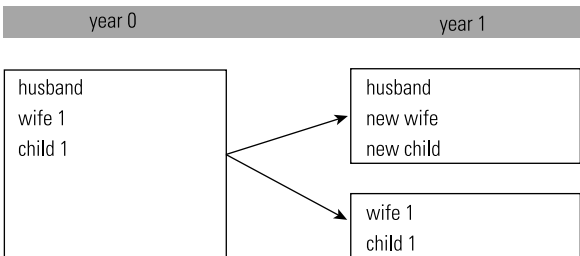 year 0
year 1
husband
wife 1
child 1
husband
new wife
new child
wife 1
child 1